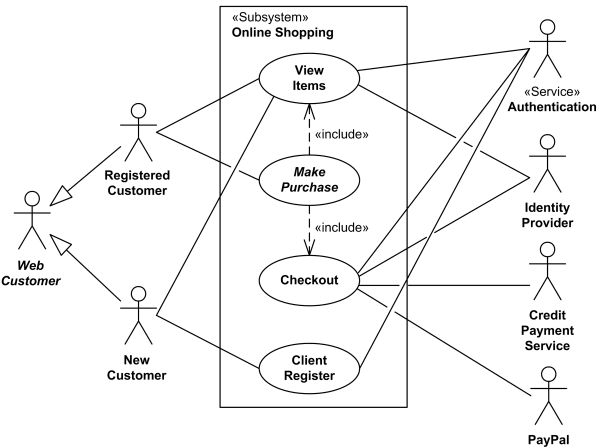 «Subsystem»
Online Shopping
View
Items
«include»
Make
Purchase
«include»
Checkout
Client
Register
Registered
Customer
Web
Customer
New
Customer
«Service»
Authentication
Identity
Provider
Credit
Payment
Service
PayPal